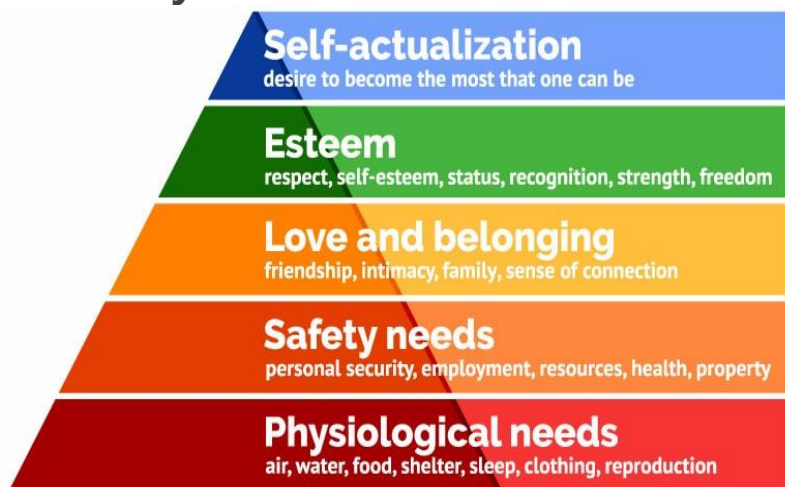 Self-actualization
desire to become the most that one can be
Esteem
respect, self-esteem, status, recognition, strength, freedom
Love and belonging
friendship, intimacy, family, sense of connection
Safety needs
personal security, employment, resources, health, property
Physiological needs
air, water, food, shelter, sleep, clothing, reproduction